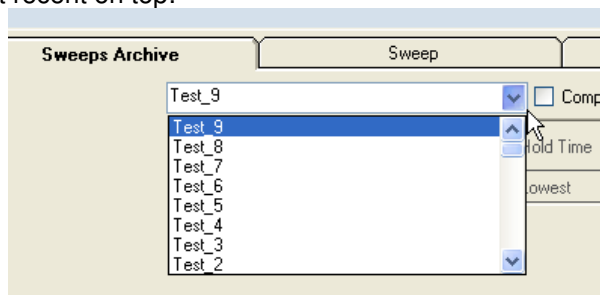 recent on top.
Sweeps Archive Sweep
Test_9 Comp
Test_9
Test_8 Hold Time
Test_7
Test_6 Lowest
Test_5
Test_4
Test_3
Test_2